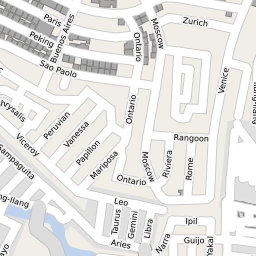 Paris
Moscow
Zurich
Peking
Buenos Aires
Ontario
Sao Paolo
Venice
Ontario
Peruvian
Vanessa
Rangoon
Viceroy
Papillon
Mariposa
Moscow
Riviera
Rome
Sampaguita
Ontario
Leo
Taurus
Gemini
Libra
Ipil
Aries
Narra
Guijo
Yakal